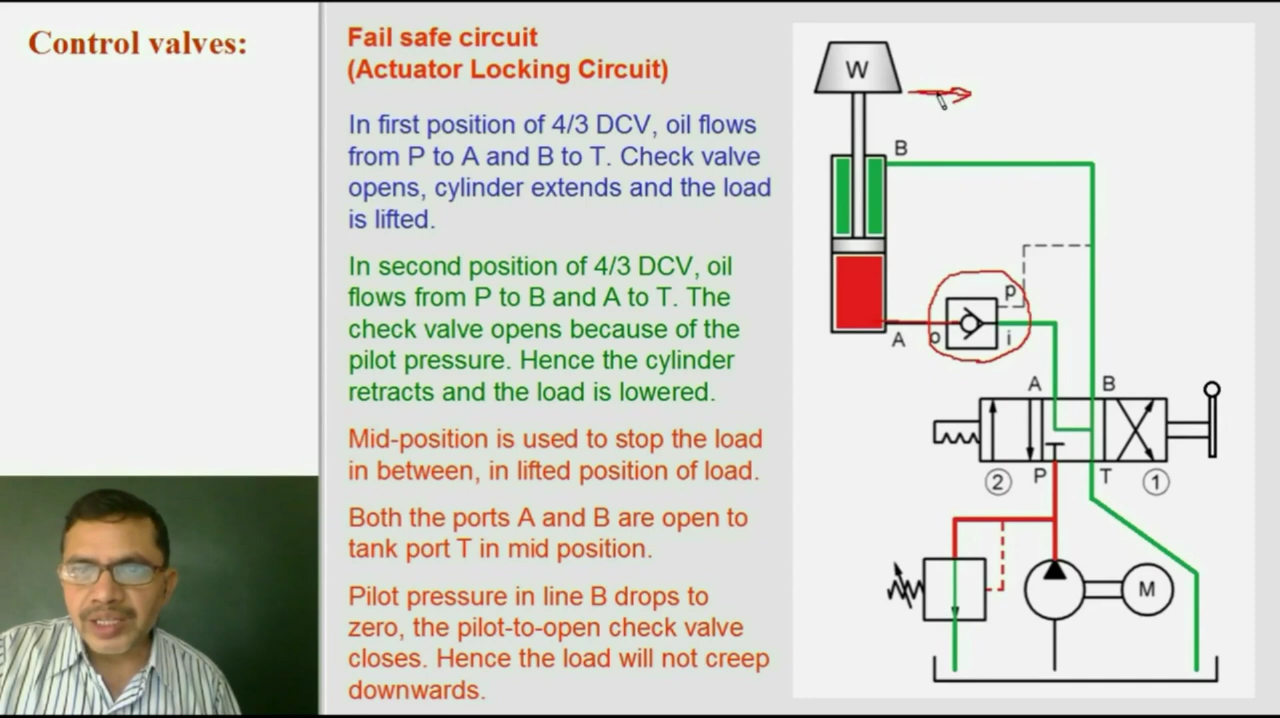 Control valves:
Fail safe circuit
(Actuator Locking Circuit)
In first position of 4/3 DCV, oil flows
from P to A and B to T. Check valve
opens, cylinder extends and the load
is lifted.
In second position of 4/3 DCV, oil
flows from P to B and A to T. The
check valve opens because of the
pilot pressure. Hence the cylinder
retracts and the load is lowered.
Mid-position is used to stop the load
in between, in lifted position of load.
Both the ports A and B are open to
tank port T in mid position.
Pilot pressure in line B drops to
zero, the pilot-to-open check valve
closes. Hence the load will not creep
downwards.
W
B
p
A o i
A B
2 P T 1
M